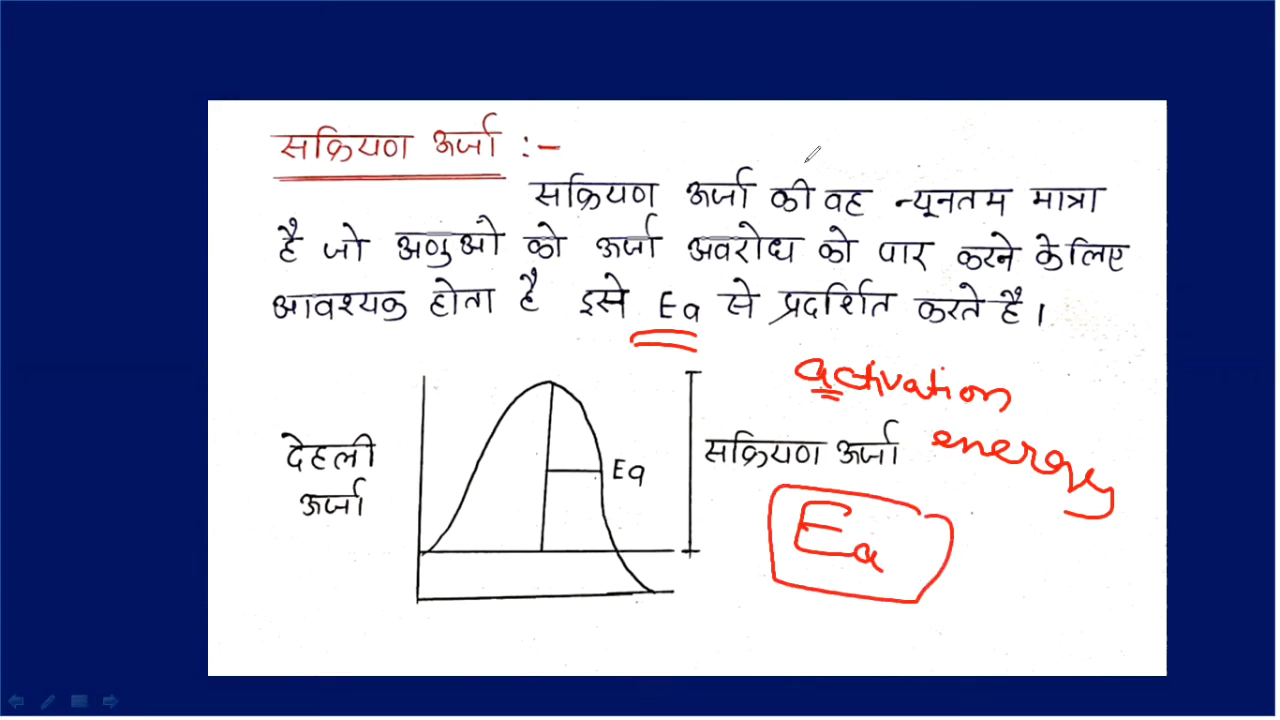 सक्रियण ऊर्जा :-
सक्रियण ऊर्जा की वह न्यूनतम मात्रा
है जो अणुओ को ऊर्जा अवरोध को पार करने के लिए
आवश्यक होता है इसे Ea से प्रदर्शित करते है।
activation
energy
देहली
ऊर्जा
Ea
सक्रियण ऊर्जा
Ea